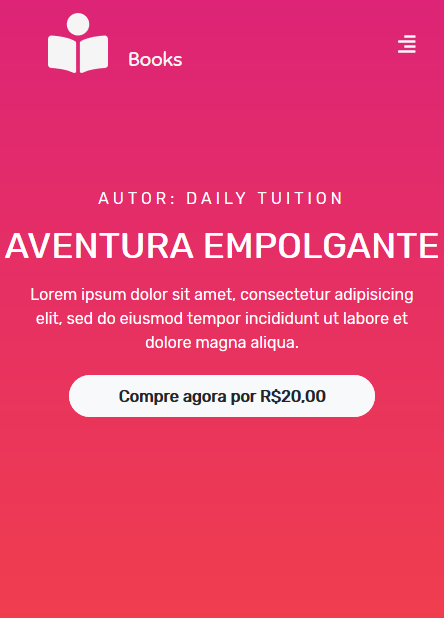 Books
AUTOR: DAILY TUITION
AVENTURA EMPOLGANTE
Lorem ipsum dolor sit amet, consectetur adipisicing
elit, sed do eiusmod tempor incididunt ut labore et
dolore magna aliqua.
Compre agora por R$20,00